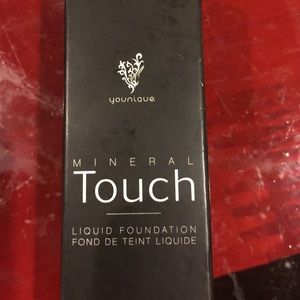 younique
MINERAL
Touch
LIQUID FOUNDATION
FOND DE TEINT LIQUIDE